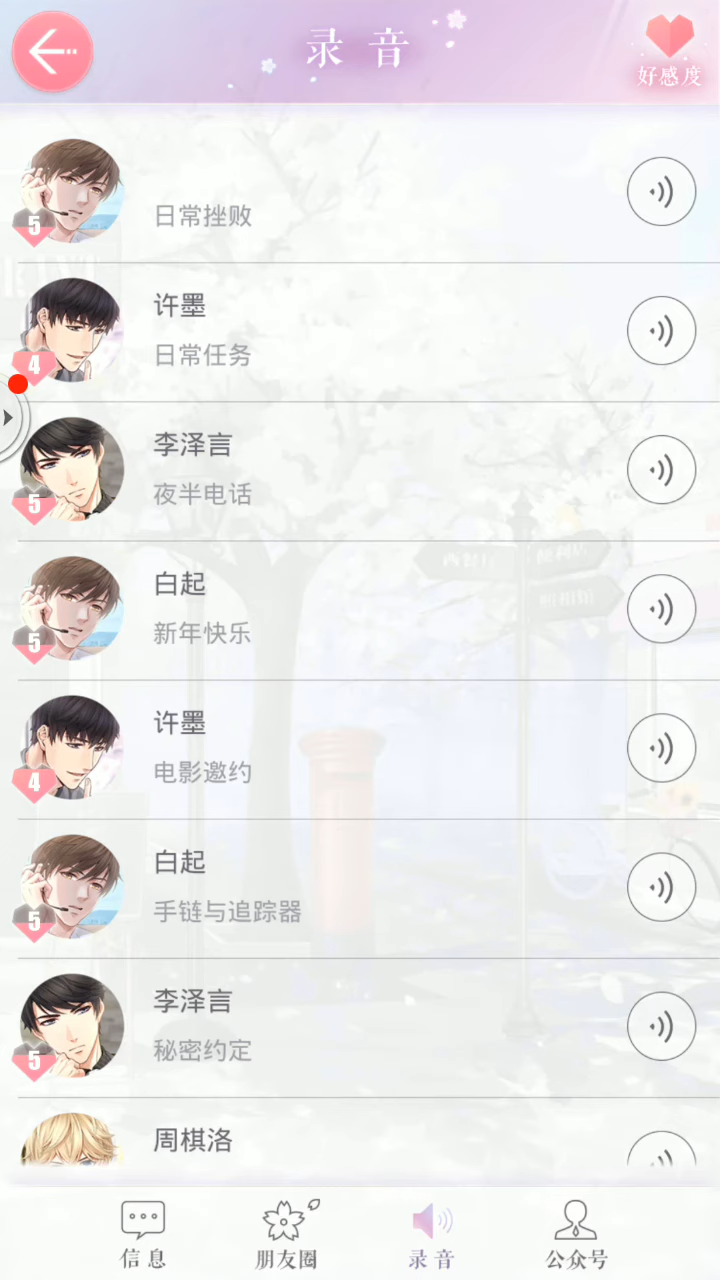 录音
好感度
5
日常挫败
许墨
4
日常任务
李泽言
5
夜半电话
白起
5
新年快乐
许墨
4
电影邀约
白起
5
手链与追踪器
李泽言
5
秘密约定
周棋洛
信息
朋友圈
录音
公众号